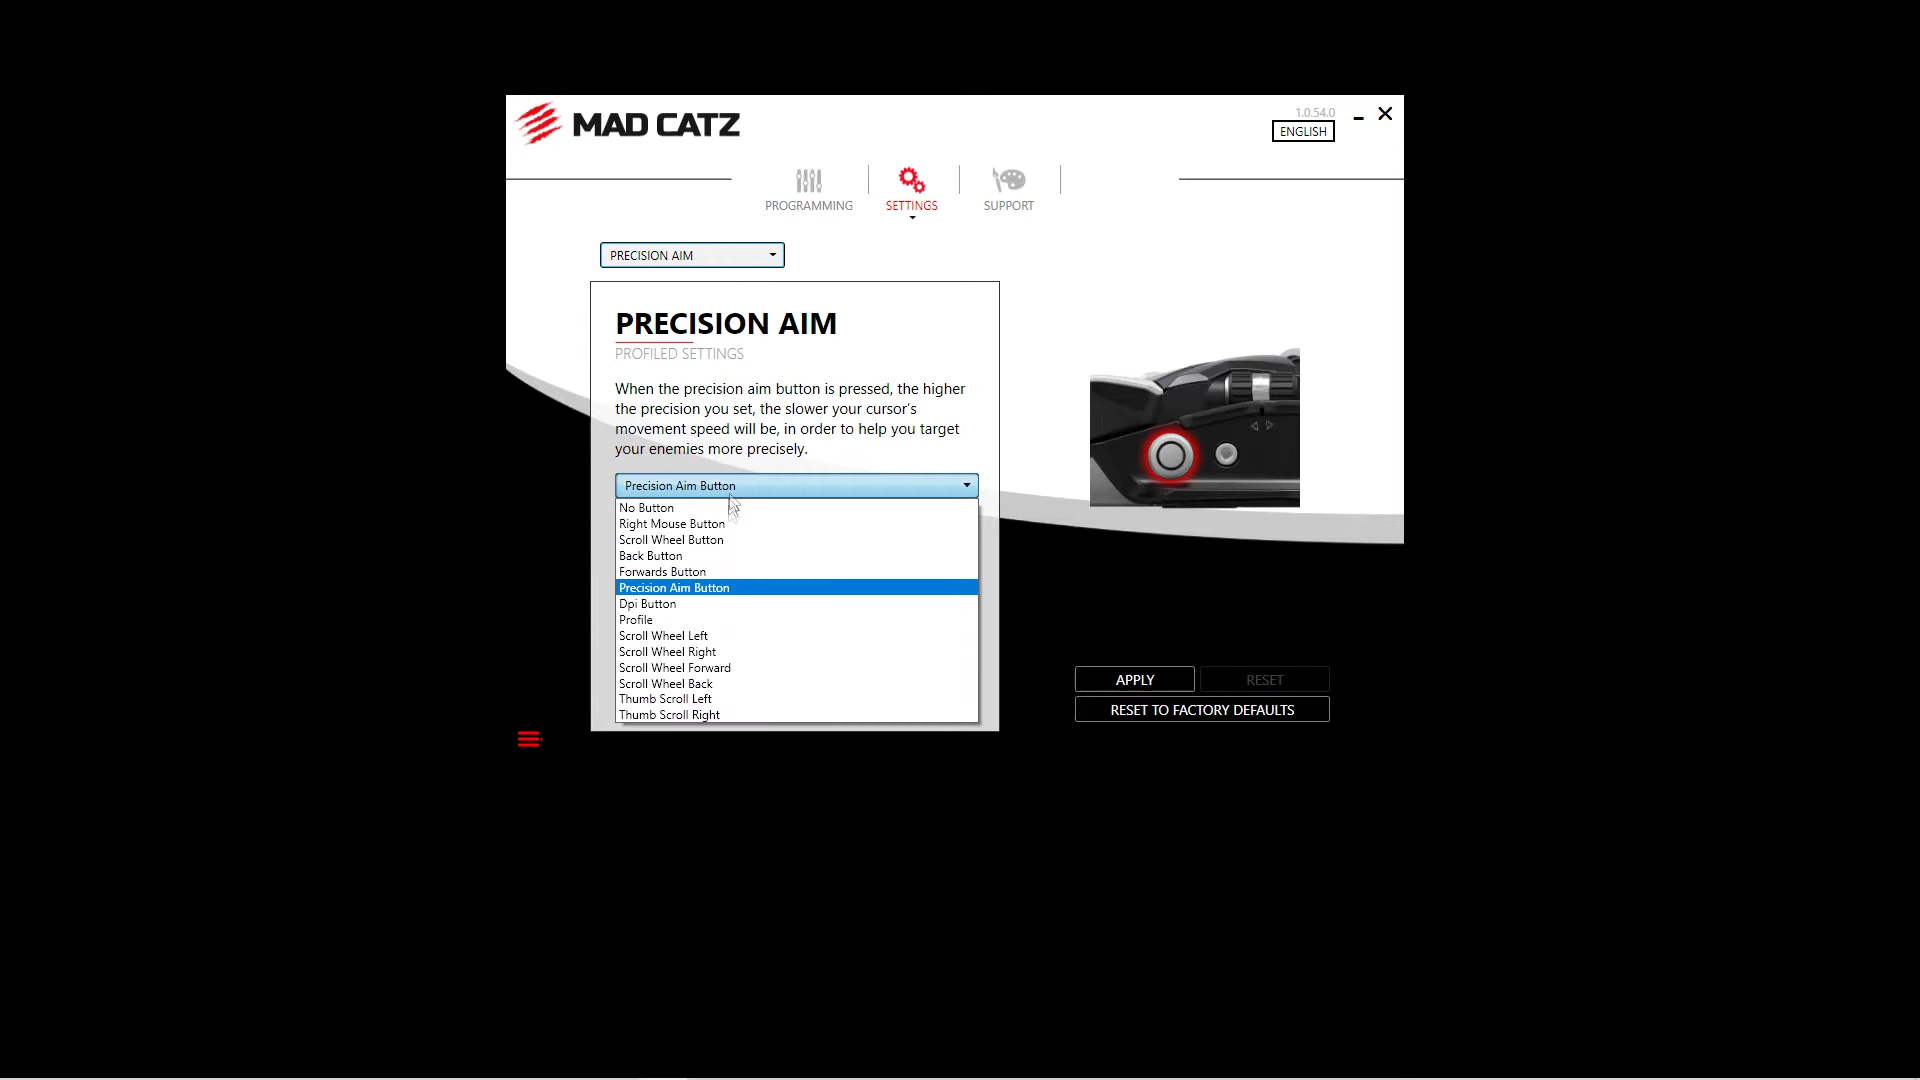 MAD CATZ
1.0.54.0
ENGLISH
PROGRAMMING
SETTINGS
SUPPORT
PRECISION AIM
PRECISION AIM
PROFILED SETTINGS
When the precision aim button is pressed, the higher
the precision you set, the slower your cursor's
movement speed will be, in order to help you target
your enemies more precisely.
Precision Aim Button
No Button
Right Mouse Button
Scroll Wheel Button
Back Button
Forwards Button
Precision Aim Button
Dpi Button
Profile
Scroll Wheel Left
Scroll Wheel Right
Scroll Wheel Forward
Scroll Wheel Back
Thumb Scroll Left
Thumb Scroll Right
APPLY
RESET
RESET TO FACTORY DEFAULTS